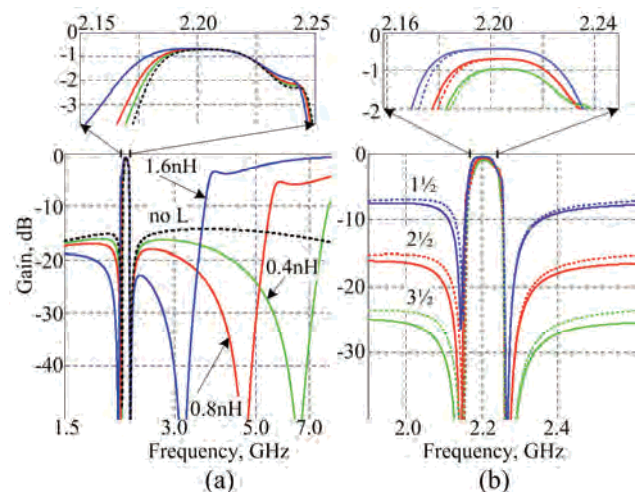 2.15 2.20 2.25
2.16 2.20 2.24
0
-1
-2
-3
0
-1
-2
0
-10
-20
-30
-40
Gain, dB
1.6nH
no L
0.4nH
0.8nH
1.5 3.0 5.0 7.0
Frequency, GHz
(a)
0
-10
-20
-30
1½
2½
3½
2.0 2.2 2.4
Frequency, GHz
(b)